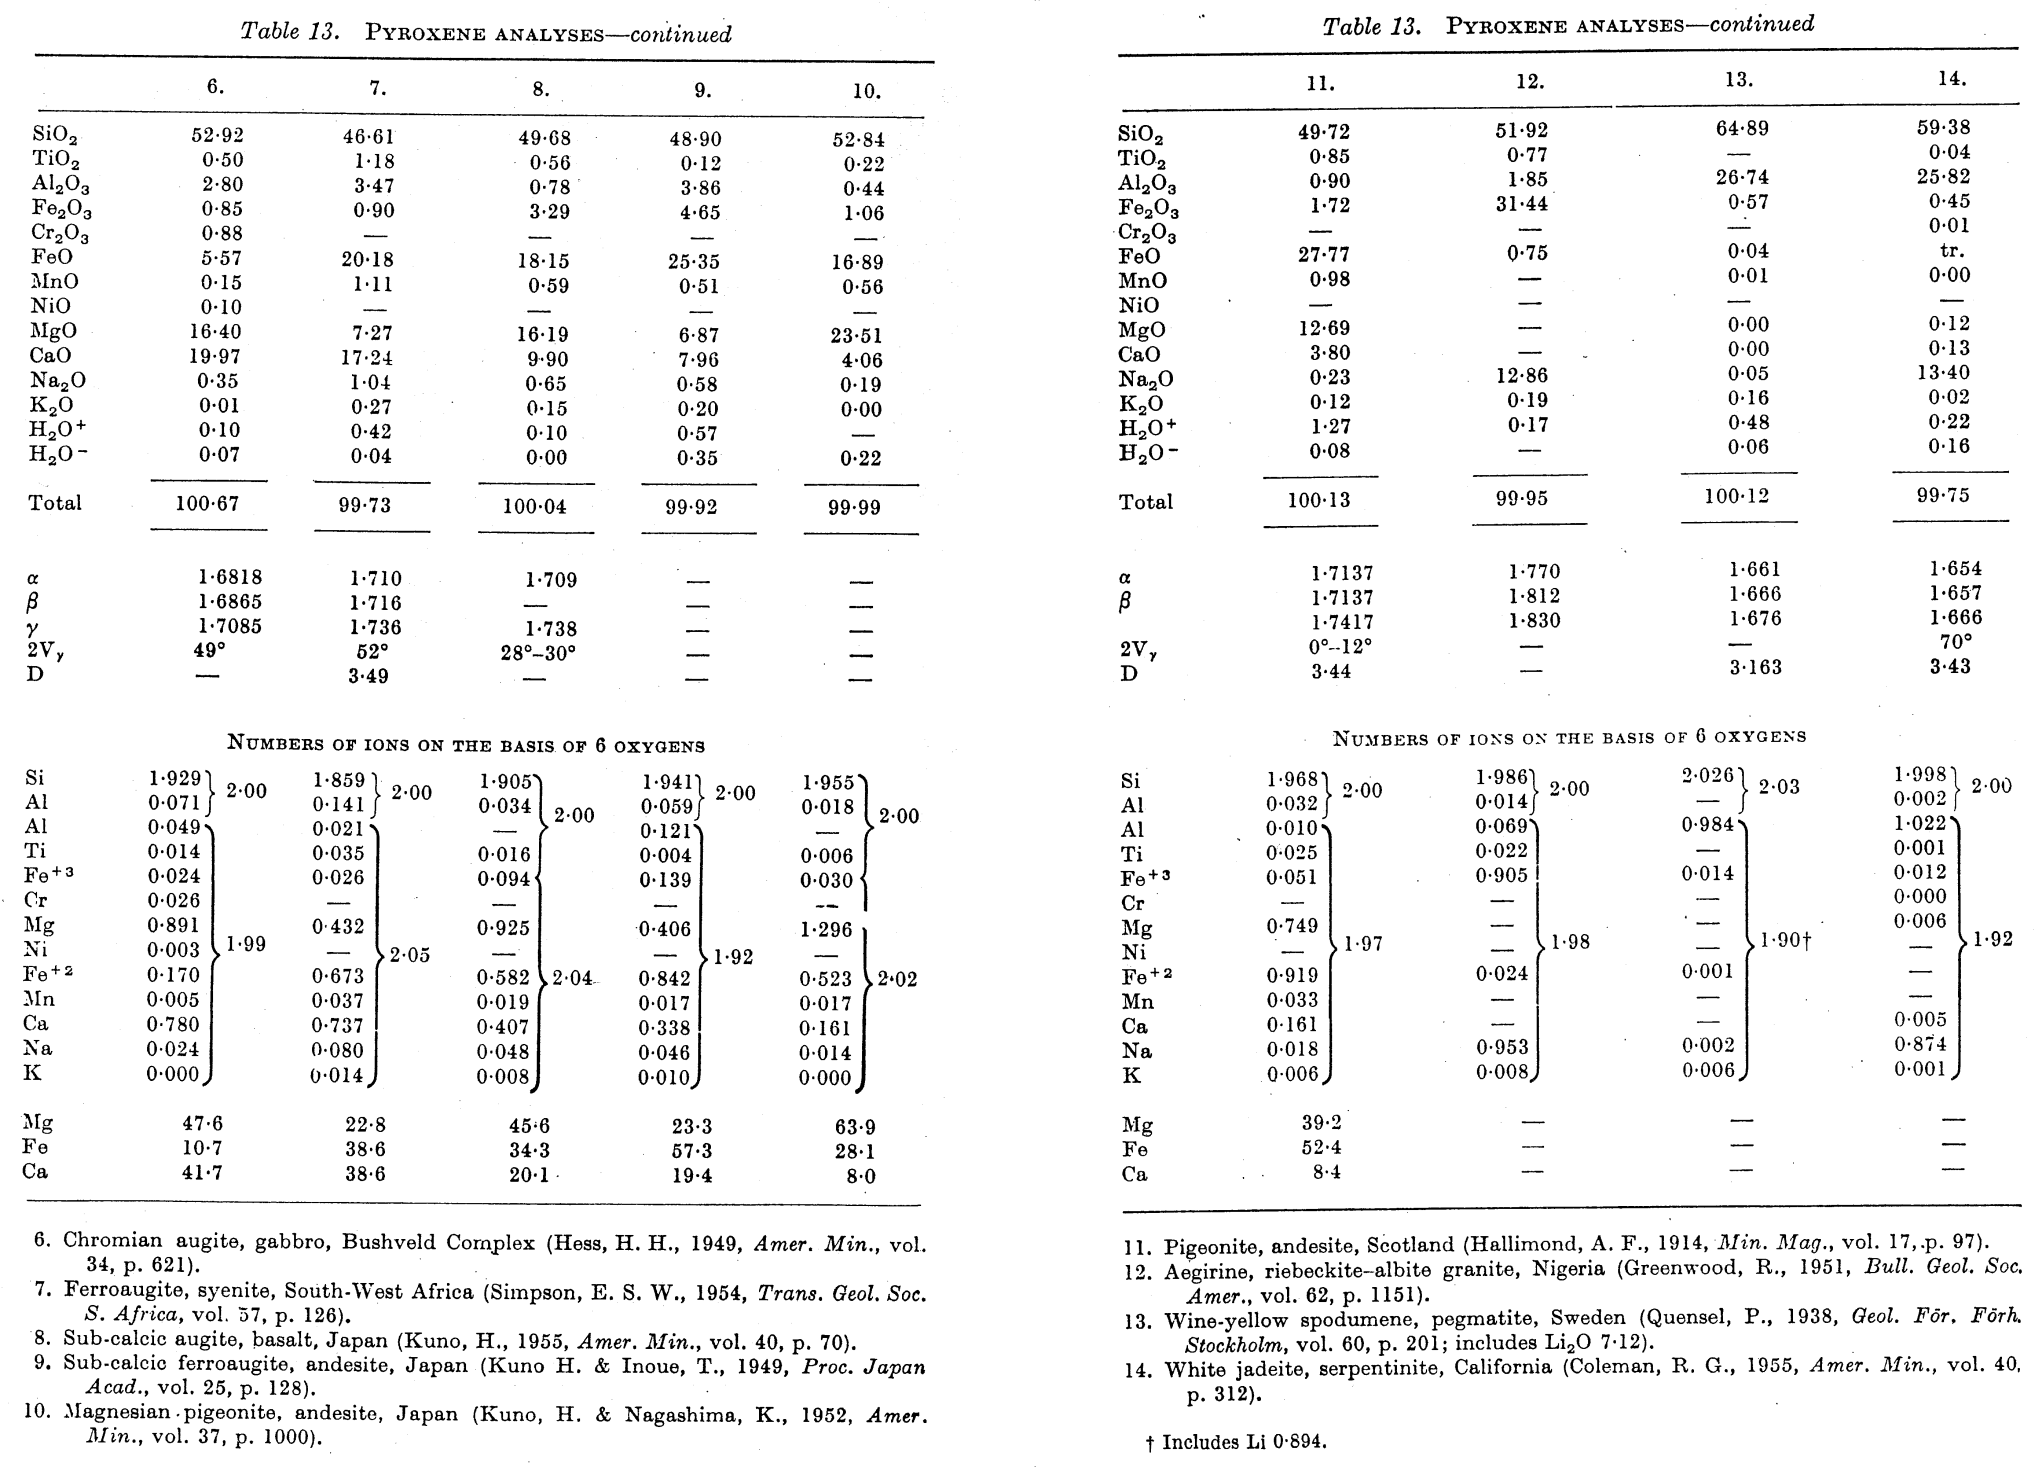 Table 13. PYROXENE ANALYSES—continued
6. 7. 8. 9. 10.
SiO₂ 52·92 46·61 49·68 48·90 52·84
TiO₂ 0·50 1·18 0·56 0·12 0·22
Al₂O₃ 2·80 3·47 0·78 3·86 0·44
Fe₂O₃ 0·85 0·90 3·29 4·65 1·06
Cr₂O₃ 0·88 — — — —
FeO 5·57 20·18 18·15 25·35 16·89
MnO 0·15 1·11 0·59 0·51 0·56
NiO 0·10 — — — —
MgO 16·40 7·27 16·19 6·87 23·51
CaO 19·97 17·24 9·90 7·96 4·06
Na₂O 0·35 1·04 0·65 0·58 0·19
K₂O 0·01 0·27 0·15 0·20 0·00
H₂O⁺ 0·10 0·42 0·10 0·57 —
H₂O⁻ 0·07 0·04 0·00 0·35 0·22
Total 100·67 99·73 100·04 99·92 99·99
α 1·6818 1·710 1·709 — —
β 1·6865 1·716 — — —
γ 1·7085 1·736 1·738 — —
2Vγ 49° 52° 28°–30° — —
D — 3·49 — — —
NUMBERS OF IONS ON THE BASIS OF 6 OXYGENS
Si 1·929 1·859 1·905 1·941 1·955
2·00 2·00 2·00
Al 0·071 0·141 0·034 0·059 0·018
2·00 2·00
Al 0·049 0·021 — 0·121 —
Ti 0·014 0·035 0·016 0·004 0·006
Fe⁺³ 0·024 0·026 0·094 0·139 0·030
Cr 0·026 — — — —
Mg 0·891 0·432 0·925 0·406 1·296
Ni 0·003 1·99 — 2·05 — — 1·92 —
Fe⁺² 0·170 0·673 0·582 2·04 0·842 0·523 2·02
Mn 0·005 0·037 0·019 0·017 0·017
Ca 0·780 0·737 0·407 0·338 0·161
Na 0·024 0·080 0·048 0·046 0·014
K 0·000 0·014 0·008 0·010 0·000
Mg 47·6 22·8 45·6 23·3 63·9
Fe 10·7 38·6 34·3 57·3 28·1
Ca 41·7 38·6 20·1 19·4 8·0
6. Chromian augite, gabbro, Bushveld Complex (Hess, H. H., 1949, Amer. Min., vol.
34, p. 621).
7. Ferroaugite, syenite, South-West Africa (Simpson, E. S. W., 1954, Trans. Geol. Soc.
S. Africa, vol. 57, p. 126).
8. Sub-calcic augite, basalt, Japan (Kuno, H., 1955, Amer. Min., vol. 40, p. 70).
9. Sub-calcic ferroaugite, andesite, Japan (Kuno H. & Inoue, T., 1949, Proc. Japan
Acad., vol. 25, p. 128).
10. Magnesian pigeonite, andesite, Japan (Kuno, H. & Nagashima, K., 1952, Amer.
Min., vol. 37, p. 1000).
Table 13. PYROXENE ANALYSES—continued
11. 12. 13. 14.
SiO₂ 49·72 51·92 64·89 59·38
TiO₂ 0·85 0·77 — 0·04
Al₂O₃ 0·90 1·85 26·74 25·82
Fe₂O₃ 1·72 31·44 0·57 0·45
Cr₂O₃ — — — 0·01
FeO 27·77 0·75 0·04 tr.
MnO 0·98 — 0·01 0·00
NiO — — — —
MgO 12·69 — 0·00 0·12
CaO 3·80 — 0·00 0·13
Na₂O 0·23 12·86 0·05 13·40
K₂O 0·12 0·19 0·16 0·02
H₂O⁺ 1·27 0·17 0·48 0·22
H₂O⁻ 0·08 — 0·06 0·16
Total 100·13 99·95 100·12 99·75
α 1·7137 1·770 1·661 1·654
β 1·7137 1·812 1·666 1·657
1·7417 1·830 1·676 1·666
2Vγ 0°–12° — — 70°
D 3·44 — 3·163 3·43
NUMBERS OF IONS ON THE BASIS OF 6 OXYGENS
Si 1·968 1·986 2·026 1·998
2·00 2·00 2·03 2·00
Al 0·032 0·014 — 0·002
Al 0·010 0·069 0·984 1·022
Ti 0·025 0·022 — 0·001
Fe⁺³ 0·051 0·905 0·014 0·012
Cr — — — 0·000
Mg 0·749 — — 0·006
Ni — 1·97 — 1·98 — 1·90† — 1·92
Fe⁺² 0·919 0·024 0·001 —
Mn 0·033 — — —
Ca 0·161 — — 0·005
Na 0·018 0·953 0·002 0·874
K 0·006 0·008 0·006 0·001
Mg 39·2 — — —
Fe 52·4 — — —
Ca 8·4 — — —
11. Pigeonite, andesite, Scotland (Hallimond, A. F., 1914, Min. Mag., vol. 17, p. 97).
12. Aegirine, riebeckite–albite granite, Nigeria (Greenwood, R., 1951, Bull. Geol. Soc.
Amer., vol. 62, p. 1151).
13. Wine-yellow spodumene, pegmatite, Sweden (Quensel, P., 1938, Geol. För. Förh.
Stockholm, vol. 60, p. 201; includes Li₂O 7·12).
14. White jadeite, serpentinite, California (Coleman, R. G., 1955, Amer. Min., vol. 40,
p. 312).
† Includes Li 0·894.